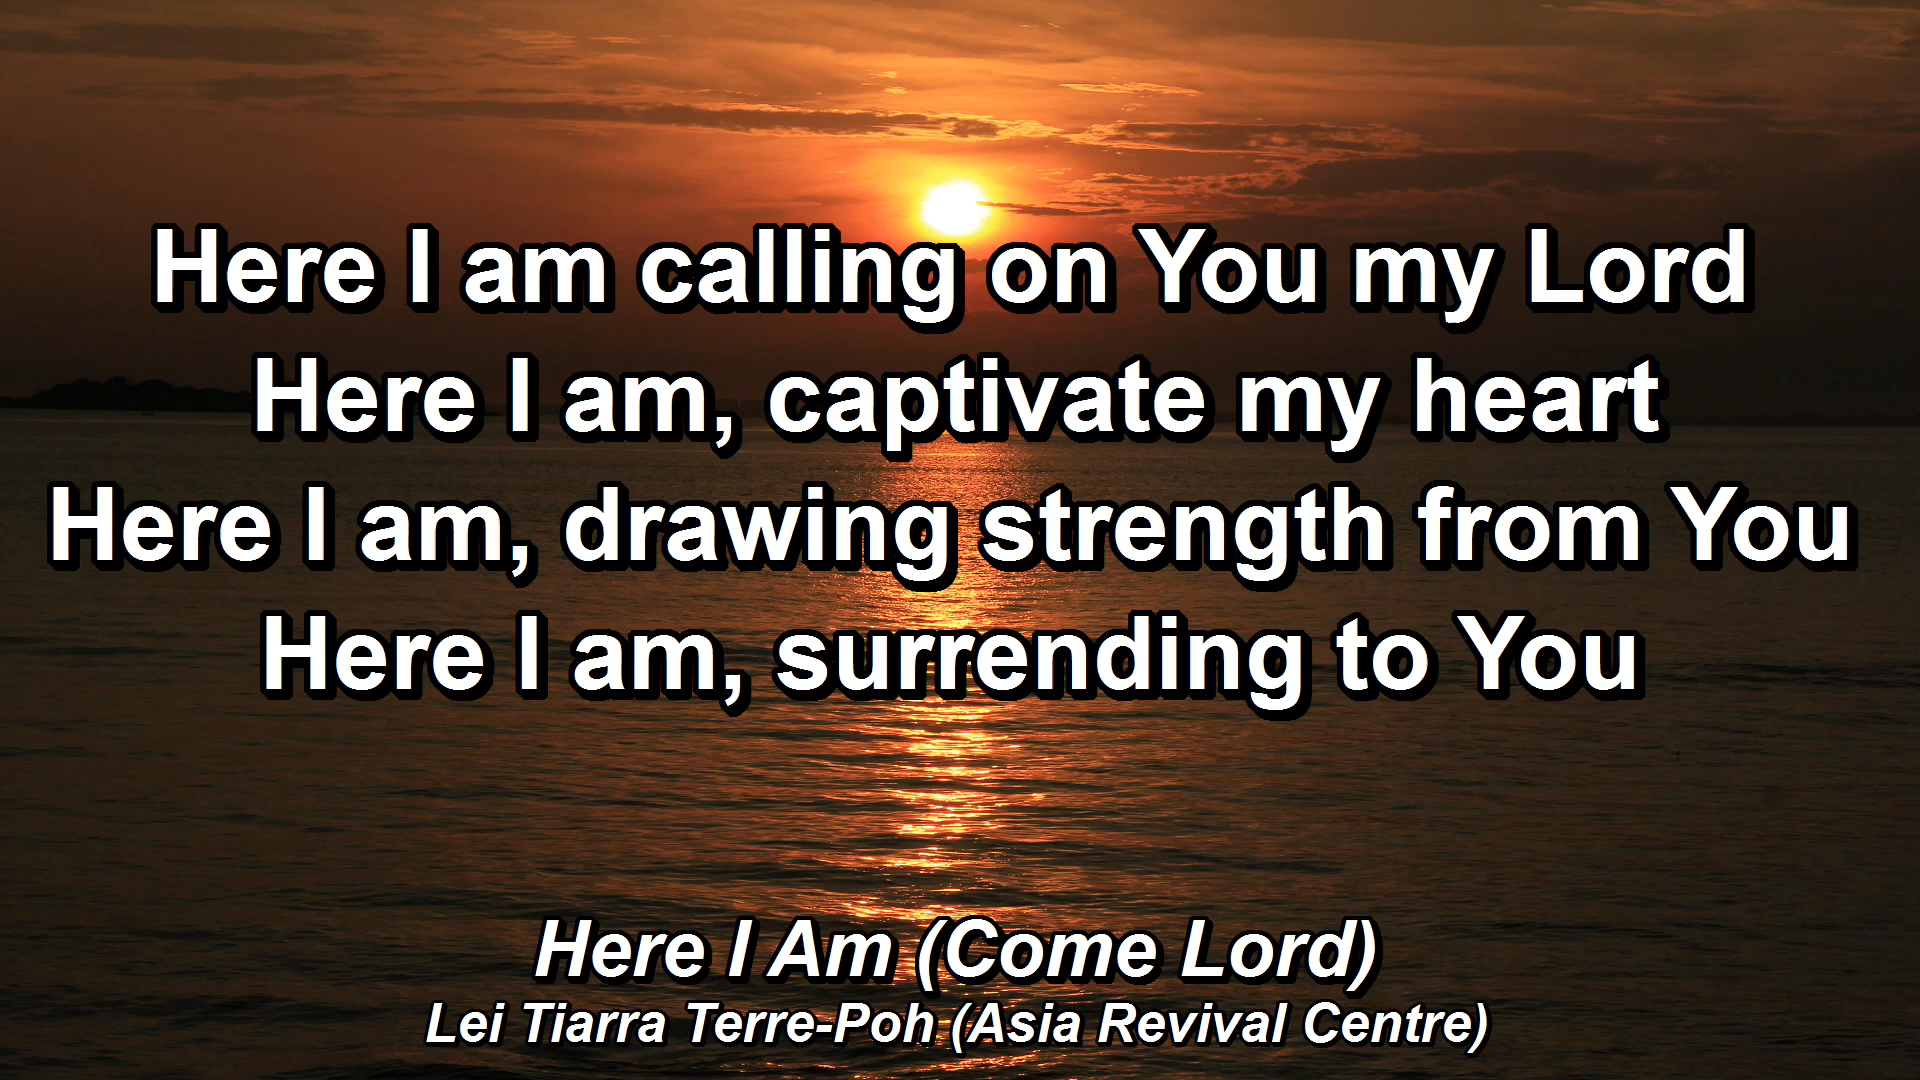 Here I am calling on You my Lord
Here I am, captivate my heart
Here I am, drawing strength from You
Here I am, surrending to You
Here I Am (Come Lord)
Lei Tiarra Terre-Poh (Asia Revival Centre)